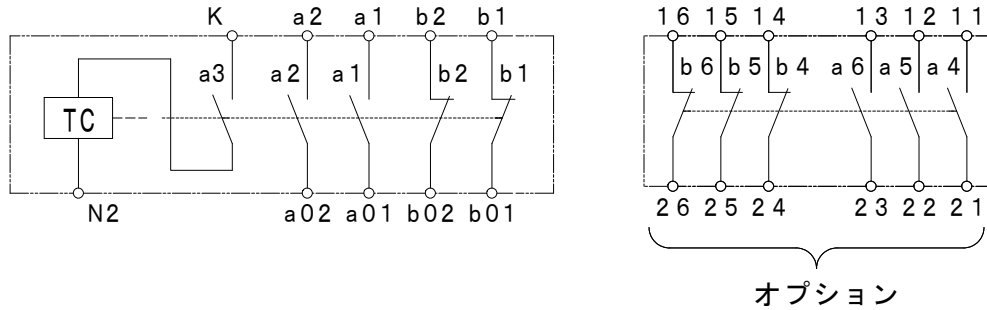 K a2 a1 b2 b1
16 15 14 13 12 11
a3 a2 a1 b2 b1
b6 b5 b4 a6 a5 a4
TC
N2 a02 a01 b02 b01
26 25 24 23 22 21
オプション